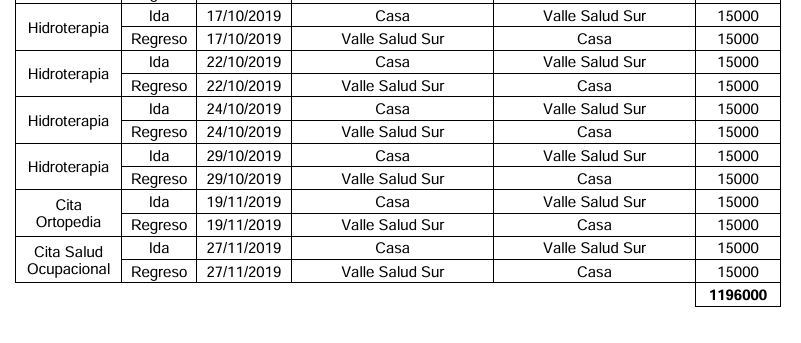 Hidroterapia Ida 17/10/2019 Casa Valle Salud Sur 15000
Regreso 17/10/2019 Valle Salud Sur Casa 15000
Hidroterapia Ida 22/10/2019 Casa Valle Salud Sur 15000
Regreso 22/10/2019 Valle Salud Sur Casa 15000
Hidroterapia Ida 24/10/2019 Casa Valle Salud Sur 15000
Regreso 24/10/2019 Valle Salud Sur Casa 15000
Hidroterapia Ida 29/10/2019 Casa Valle Salud Sur 15000
Regreso 29/10/2019 Valle Salud Sur Casa 15000
Cita Ortopedia Ida 19/11/2019 Casa Valle Salud Sur 15000
Regreso 19/11/2019 Valle Salud Sur Casa 15000
Cita Salud Ocupacional Ida 27/11/2019 Casa Valle Salud Sur 15000
Regreso 27/11/2019 Valle Salud Sur Casa 15000
1196000